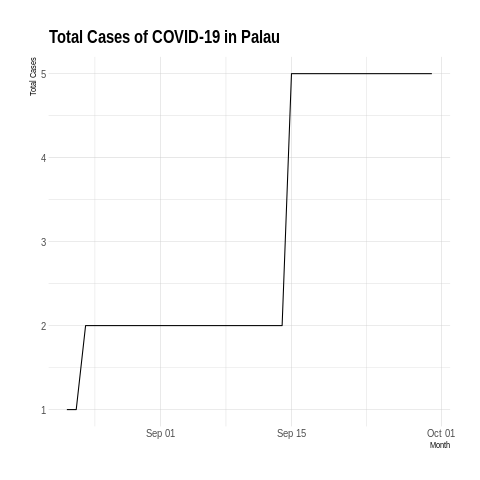 Total Cases of COVID-19 in Palau
Total Cases
5
4
3
2
1
Sep 01 Sep 15 Oct 01
Month